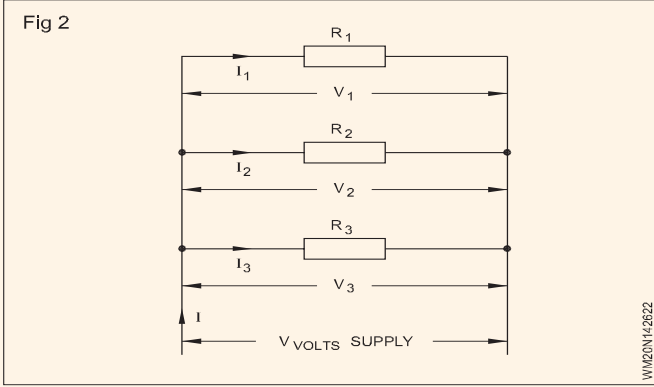 Fig 2
R1
I1
V1
R2
I2
V2
R3
I3
V3
I
V VOLTS SUPPLY
WM20N142622